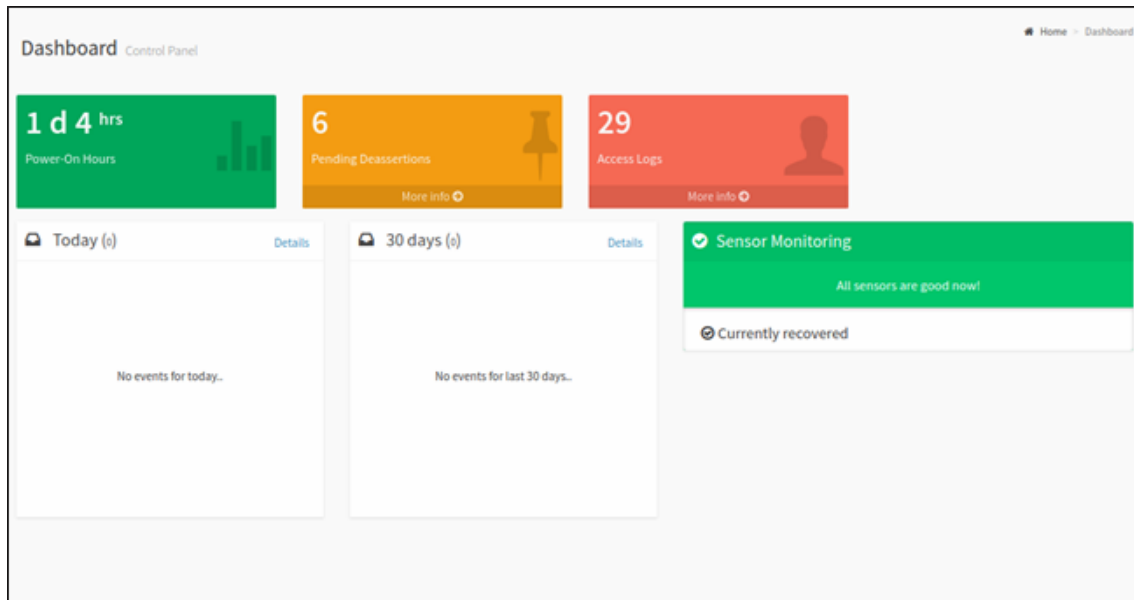 Home > Dashboard
Dashboard Control Panel
1 d 4 hrs
Power-On Hours
6
Pending Deassertions
More info
29
Access Logs
More info
Today (0)
Details
No events for today..
30 days (0)
Details
No events for last 30 days..
Sensor Monitoring
All sensors are good now!
Currently recovered